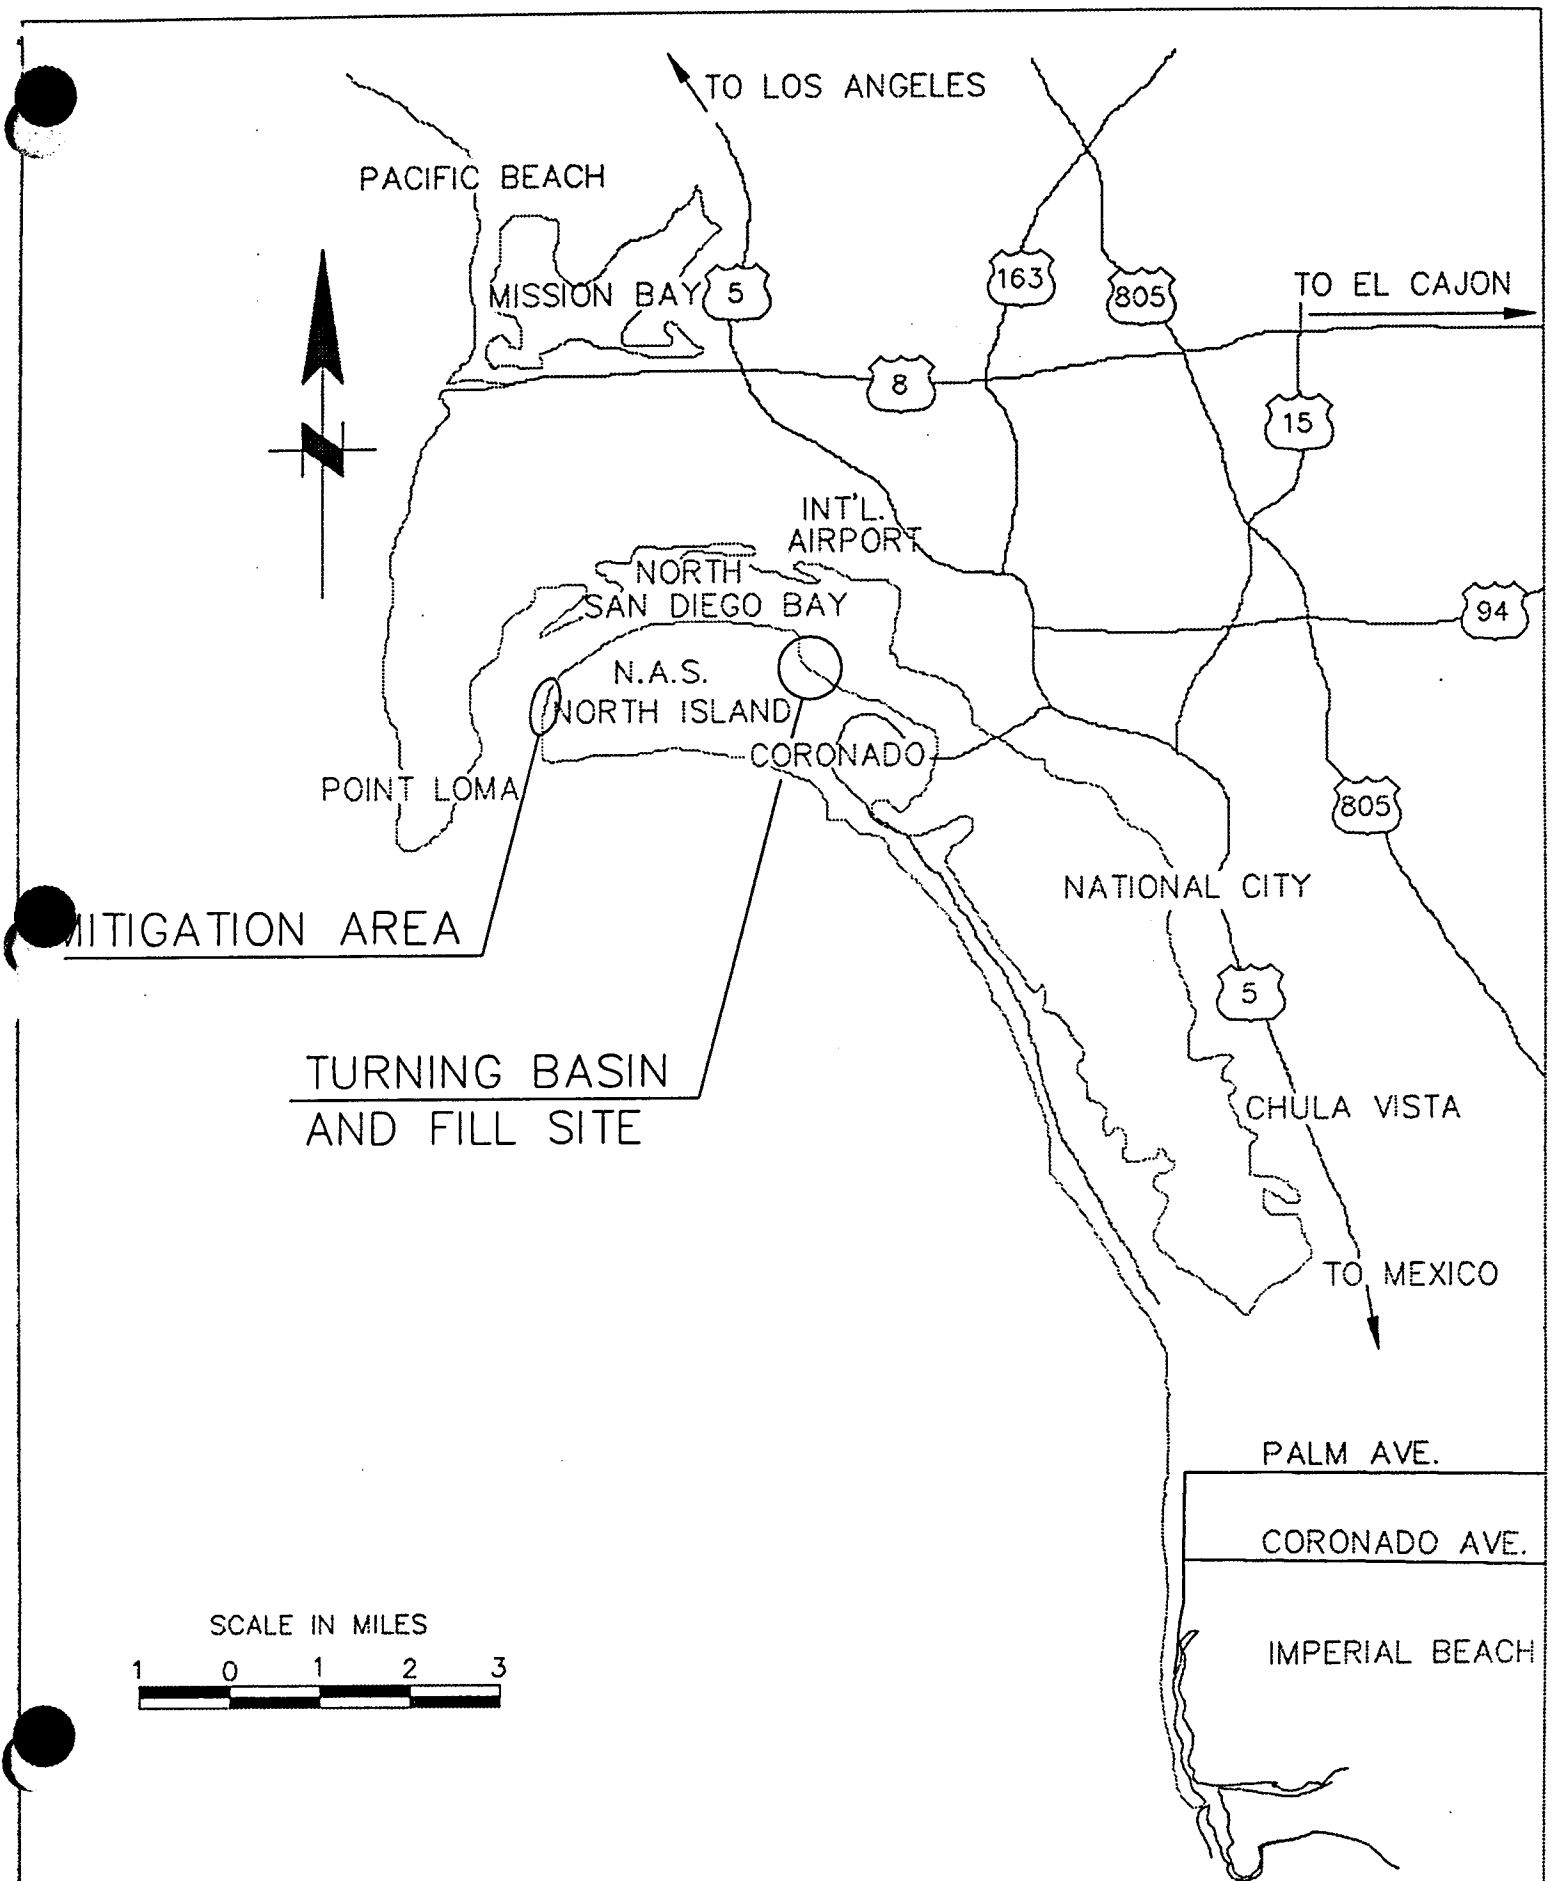 TO LOS ANGELES
PACIFIC BEACH
MISSION BAY
5
163
805
TO EL CAJON
8
15
INT'L.
AIRPORT
NORTH
SAN DIEGO BAY
94
N.A.S.
NORTH ISLAND
CORONADO
POINT LOMA
805
NATIONAL CITY
MITIGATION AREA
5
TURNING BASIN
AND FILL SITE
CHULA VISTA
TO MEXICO
PALM AVE.
CORONADO AVE.
IMPERIAL BEACH
SCALE IN MILES
1 0 1 2 3